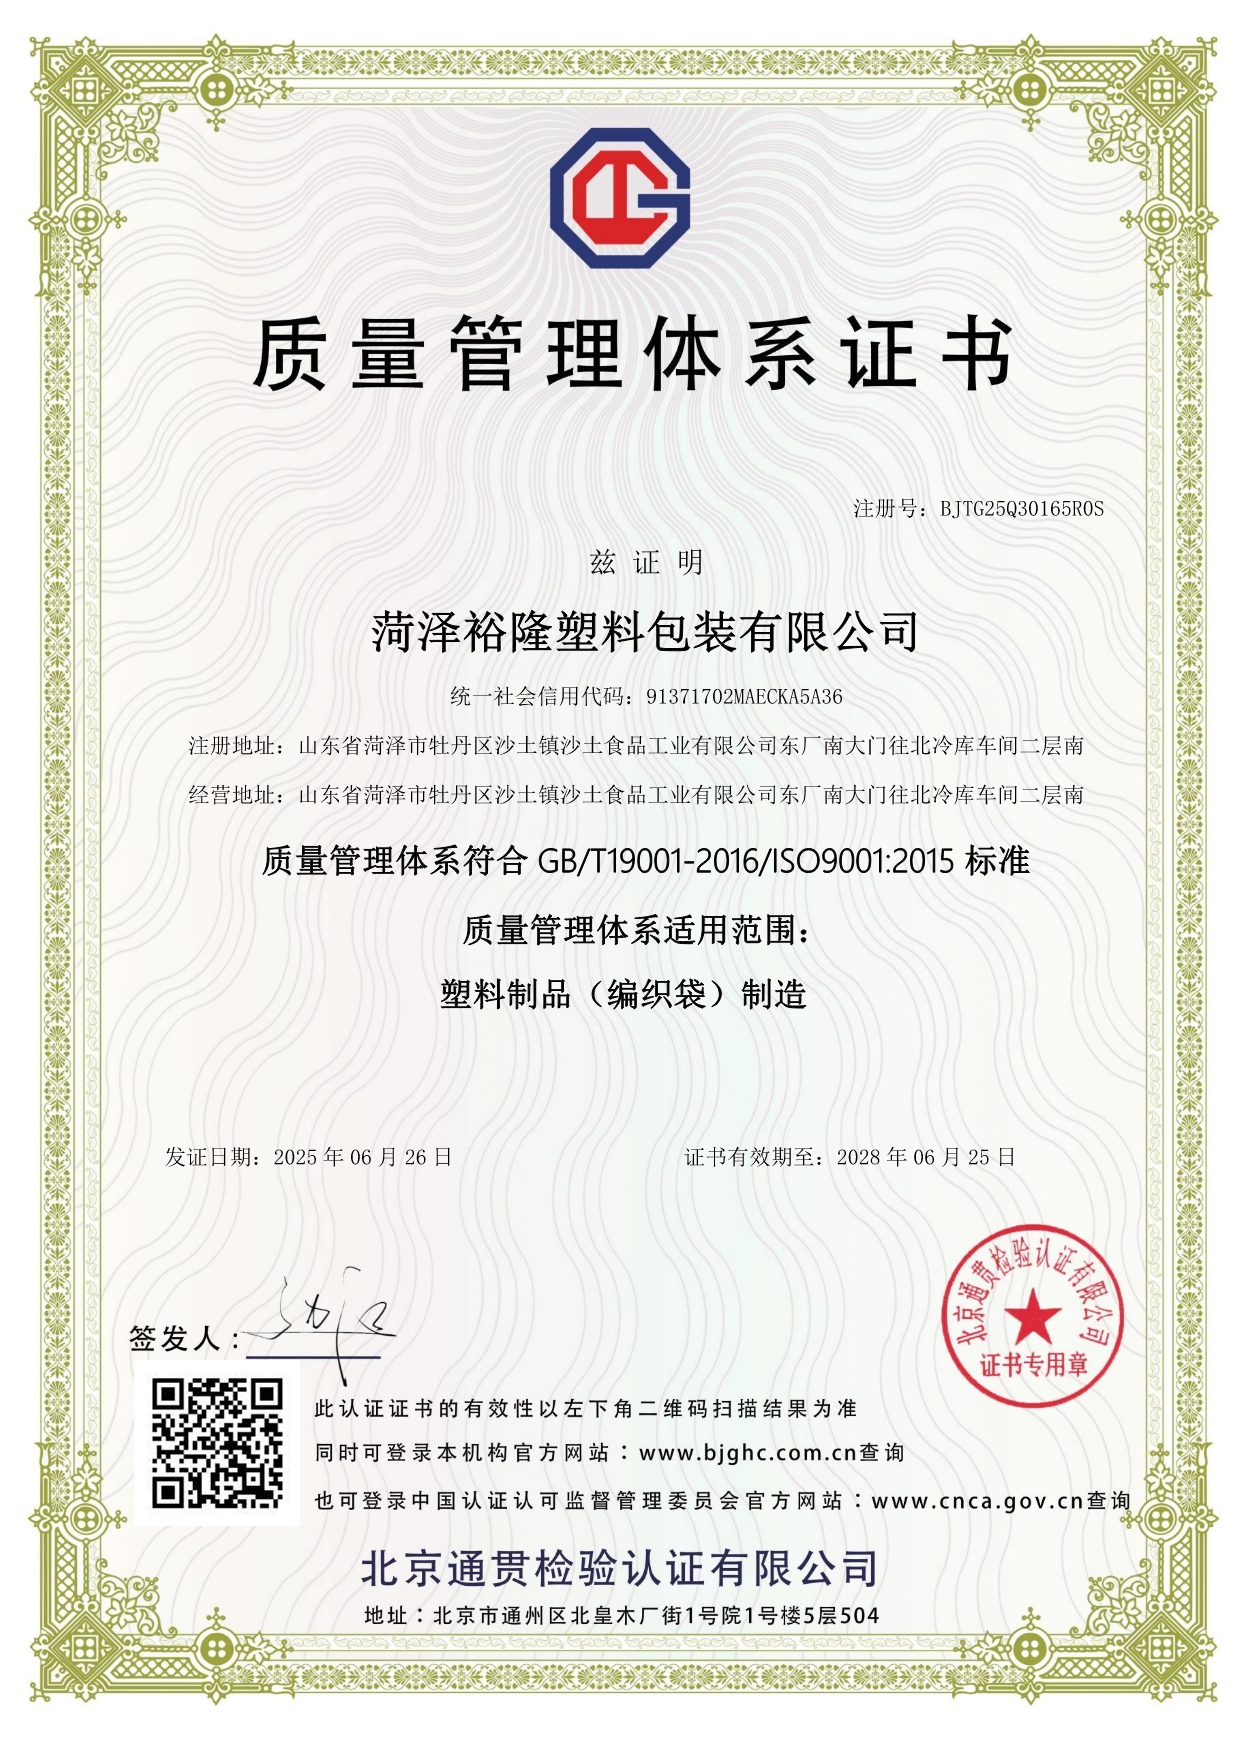 质量管理体系证书
注册号：BJTG25Q30165R0S
兹证明
菏泽裕隆塑料包装有限公司
统一社会信用代码：91371702MAECKA5A36
注册地址：山东省菏泽市牡丹区沙土镇沙土食品工业有限公司东厂南大门往北冷库车间二层南
经营地址：山东省菏泽市牡丹区沙土镇沙土食品工业有限公司东厂南大门往北冷库车间二层南
质量管理体系符合 GB/T19001-2016/ISO9001:2015 标准
质量管理体系适用范围：
塑料制品（编织袋）制造
发证日期：2025 年 06 月 26 日
证书有效期至：2028 年 06 月 25 日
北京通贯检验认证有限公司
证书专用章
签发人：
此认证证书的有效性以左下角二维码扫描结果为准
同时可登录本机构官方网站：www.bjghc.com.cn查询
也可登录中国认证认可监督管理委员会官方网站：www.cnca.gov.cn查询
北京通贯检验认证有限公司
地址：北京市通州区北皇木厂街1号院1号楼5层504